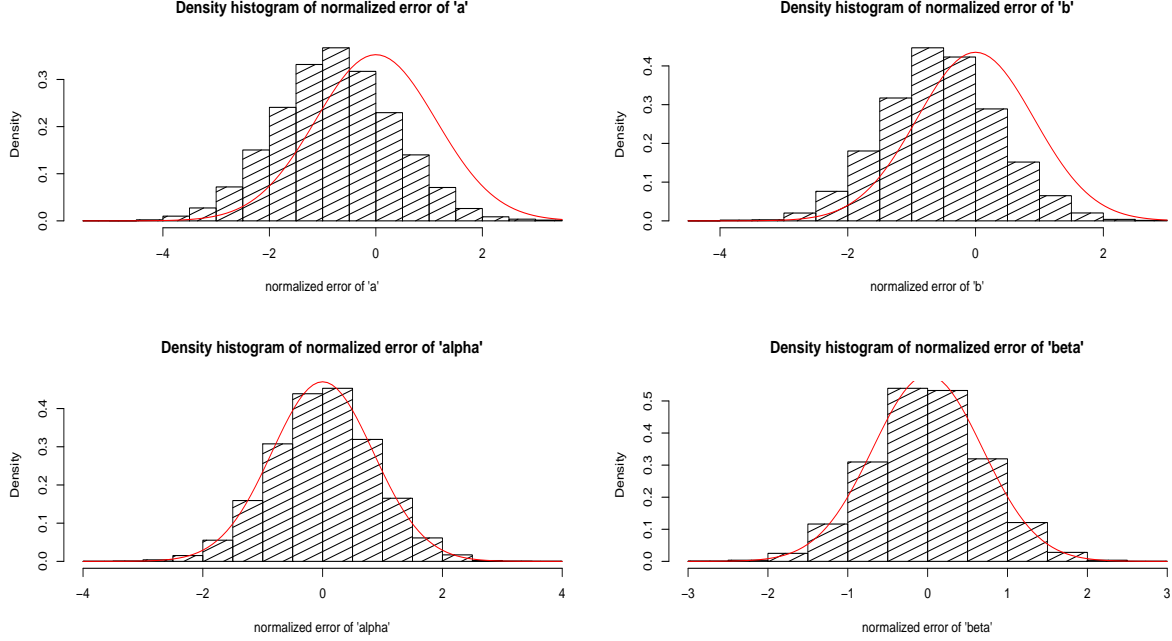 Density histogram of normalized error of 'a'
Density
0.0 0.1 0.2 0.3
−4 −2 0 2
normalized error of 'a'
Density histogram of normalized error of 'b'
Density
0.0 0.1 0.2 0.3 0.4
−4 −2 0 2
normalized error of 'b'
Density histogram of normalized error of 'alpha'
Density
0.0 0.1 0.2 0.3 0.4
−4 −2 0 2 4
normalized error of 'alpha'
Density histogram of normalized error of 'beta'
Density
0.0 0.1 0.2 0.3 0.4 0.5
−3 −2 −1 0 1 2 3
normalized error of 'beta'